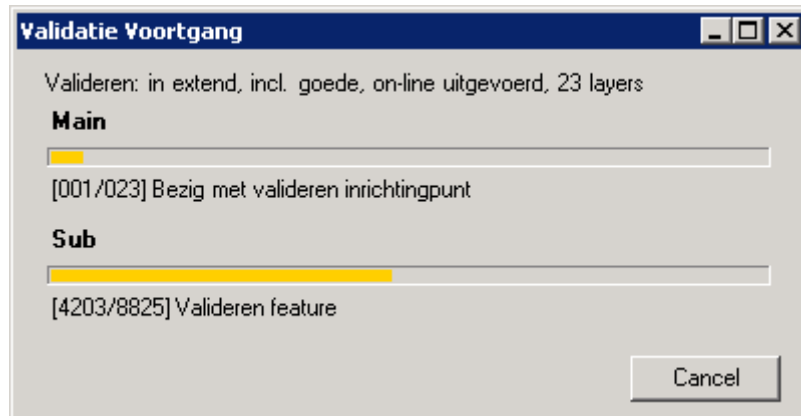 Validatie Voortgang
Valideren: in extend, incl. goede, on-line uitgevoerd, 23 layers
Main
[001/023] Bezig met valideren inrichtingpunt
Sub
[4203/8825] Valideren feature
Cancel